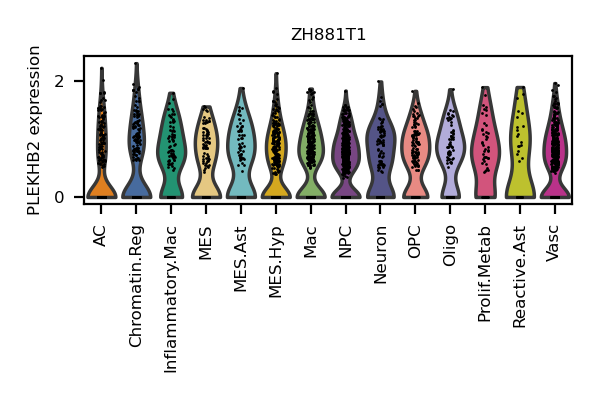 ZH881T1
PLEKHB2 expression
2
0
AC
Chromatin.Reg
Inflammatory.Mac
MES
MES.Ast
MES.Hyp
Mac
NPC
Neuron
OPC
Oligo
Prolif.Metab
Reactive.Ast
Vasc